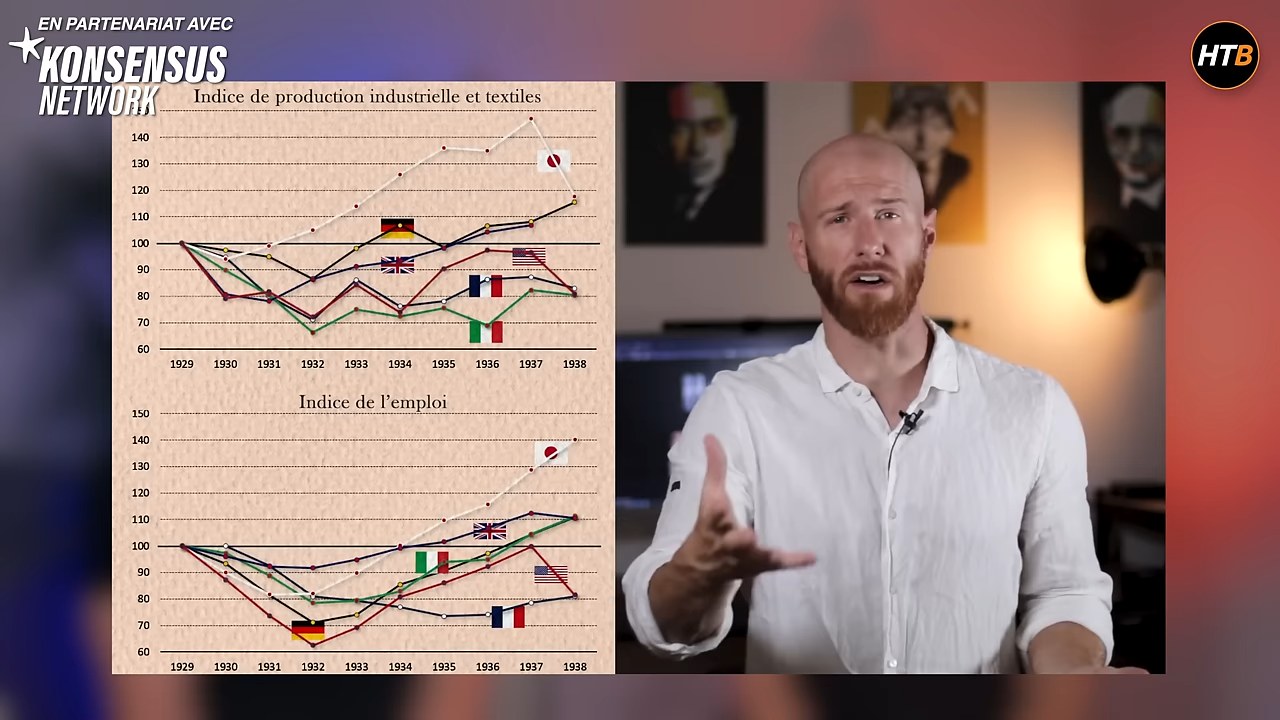 EN PARTENARIAT AVEC
KONSENSUS
NETWORK
HTB
Indice de production industrielle et textiles
140
130
120
110
100
90
80
70
60
1929 1930 1931 1932 1933 1934 1935 1936 1937 1938
Indice de l'emploi
150
140
130
120
110
100
90
80
70
60
1929 1930 1931 1932 1933 1934 1935 1936 1937 1938